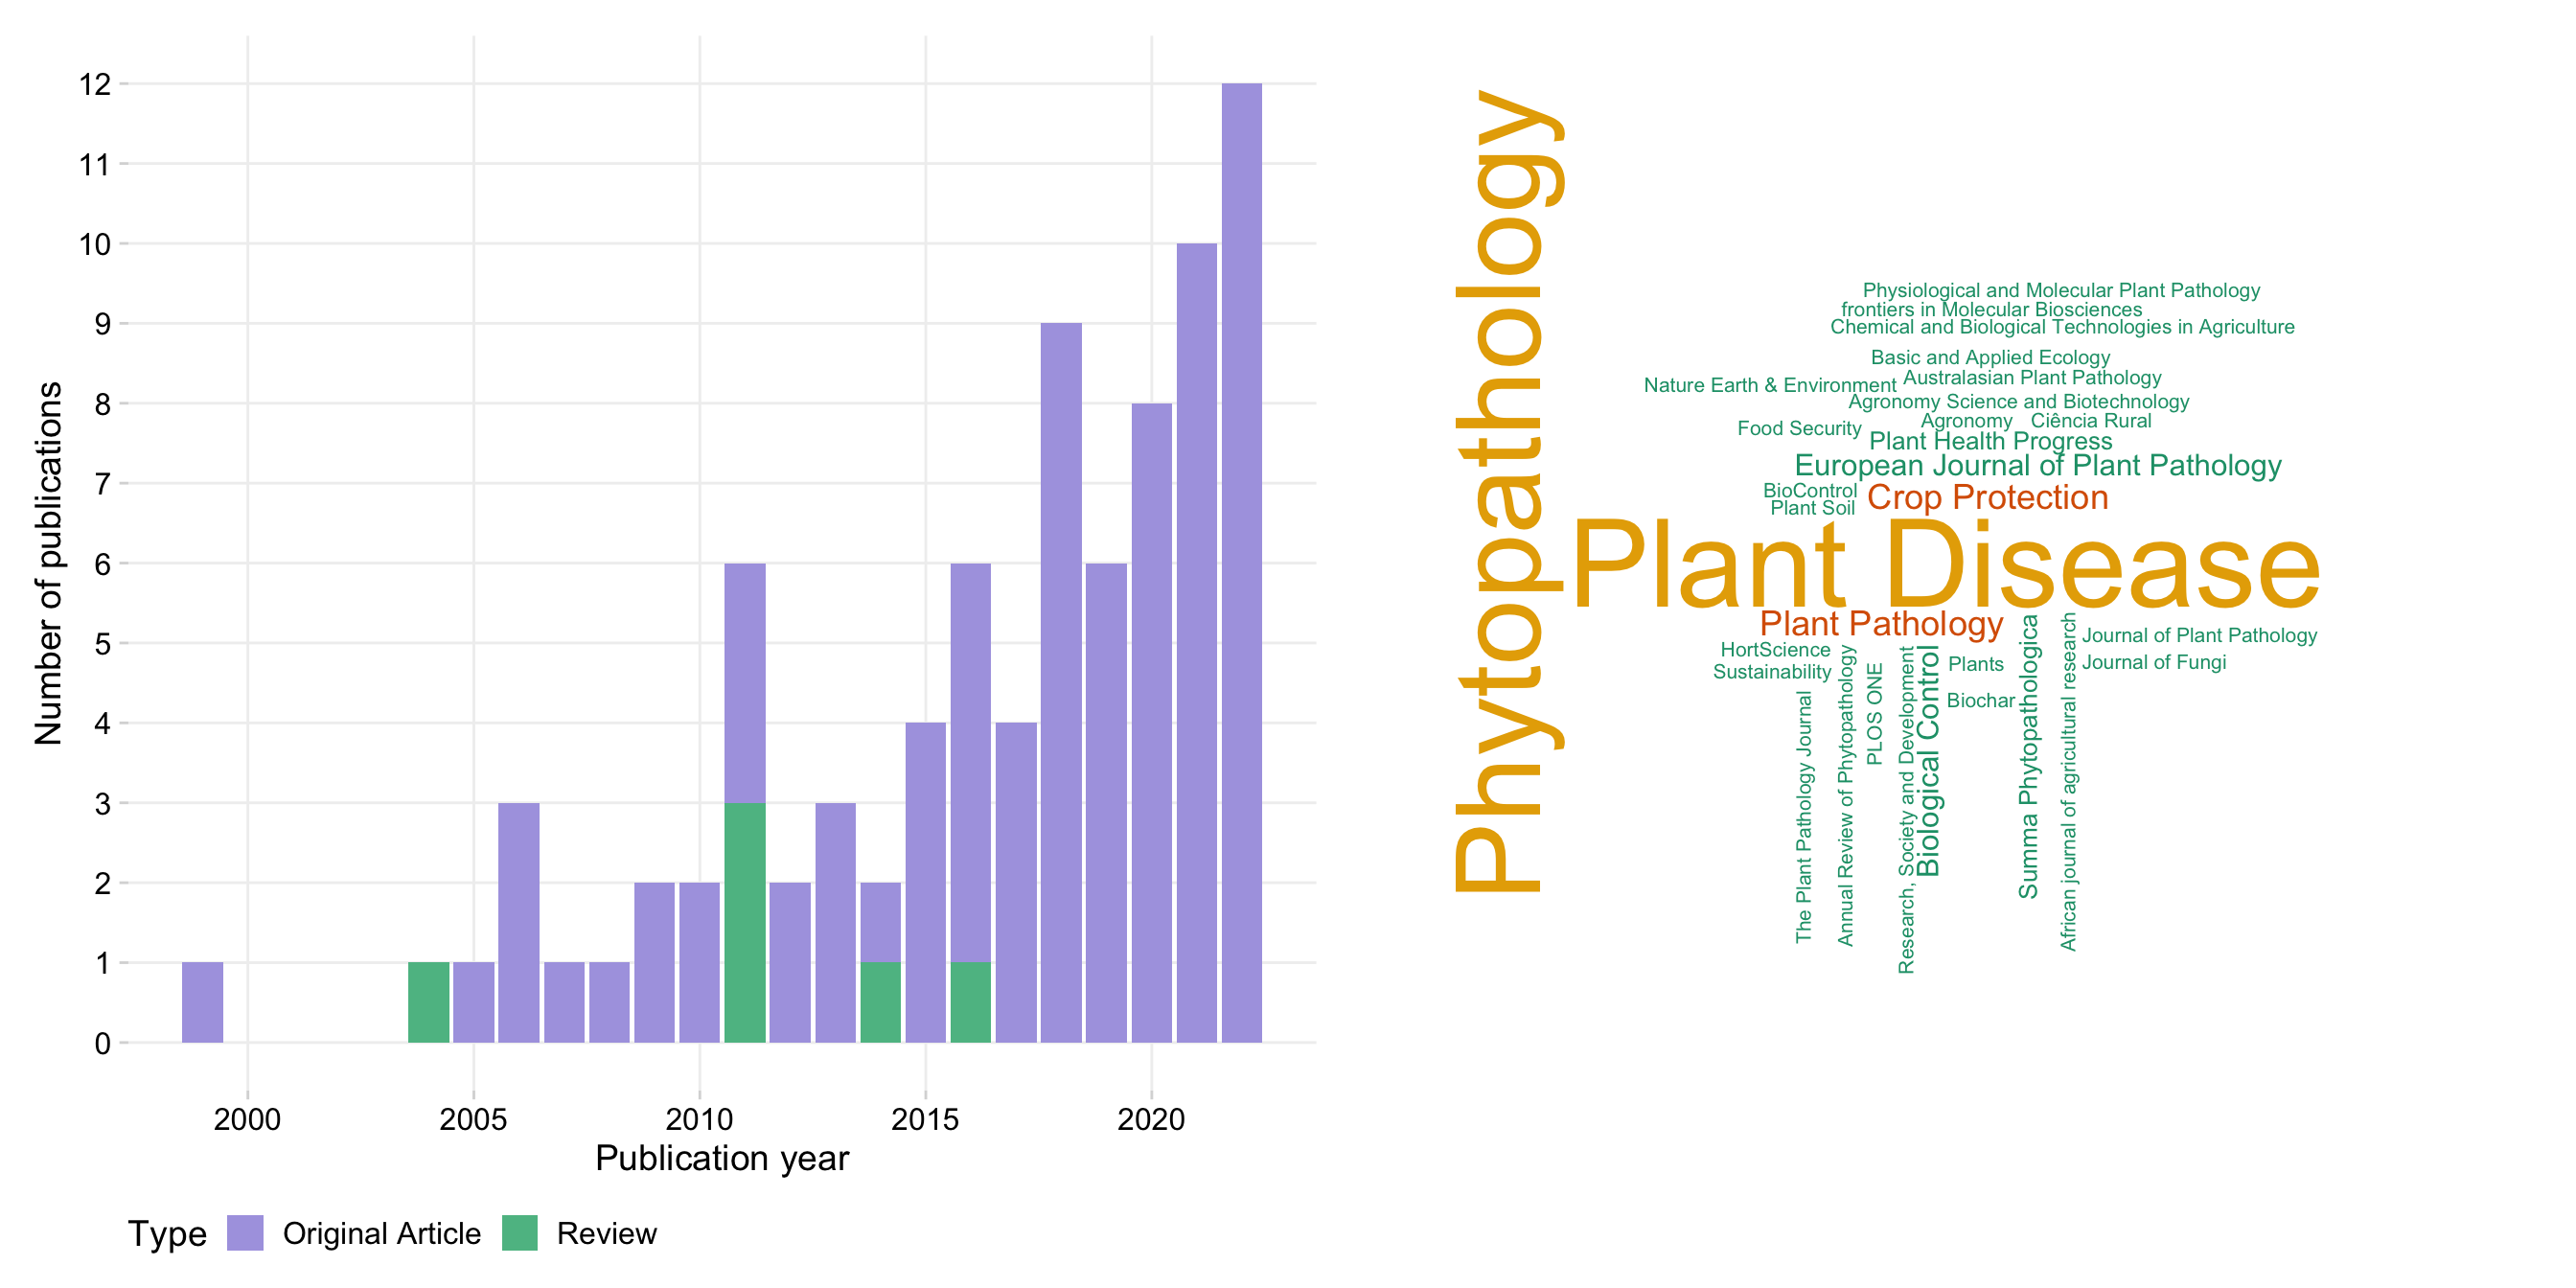 12
11
10
9
8
7
6
5
4
3
2
1
0
Number of publications
2000 2005 2010 2015 2020
Publication year
Type Original Article Review
Phytopathology
Physiological and Molecular Plant Pathology
frontiers in Molecular Biosciences
Chemical and Biological Technologies in Agriculture
Basic and Applied Ecology
Australasian Plant Pathology
Nature Earth & Environment
Agronomy Science and Biotechnology
Agronomy
Ciência Rural
Food Security
Plant Health Progress
European Journal of Plant Pathology
BioControl
Crop Protection
Plant Soil
Plant Disease
Plant Pathology
HortScience
Sustainability
The Plant Pathology Journal
Annual Review of Phytopathology
PLOS ONE
Research, Society and Development
Biological Control
Plants
Biochar
Summa Phytopathologica
African journal of agricultural research
Journal of Plant Pathology
Journal of Fungi